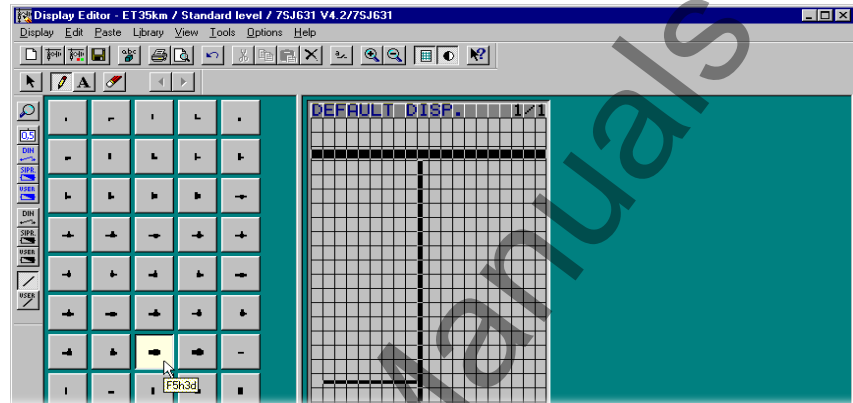 Display Editor - ET35km / Standard level / 7SJ631 V4.2/7SJ631
Display Edit Paste Library View Tools Options Help
abc
A
0.5
DIN
SIPR.
USER
DIN
SIPR.
USER
USER
DEFAULT DISP. 1/1
F5h3d
Manuals